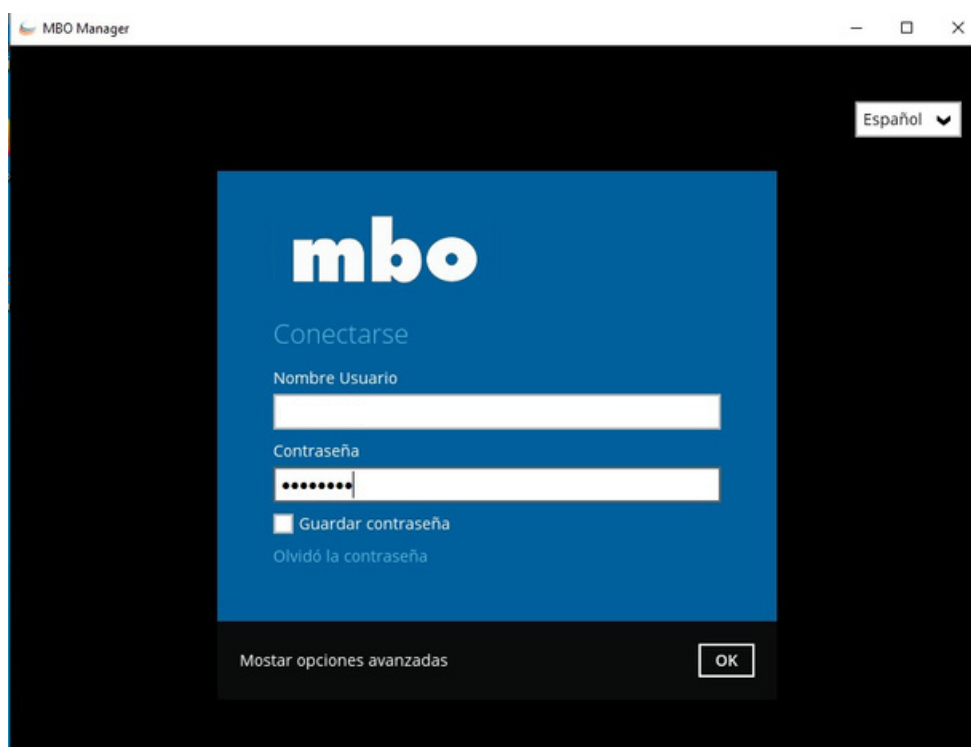 MBO Manager
Español
mbo
Conectarse
Nombre Usuario
Contraseña
••••••••
Guardar contraseña
Olvidó la contraseña
Mostar opciones avanzadas
OK